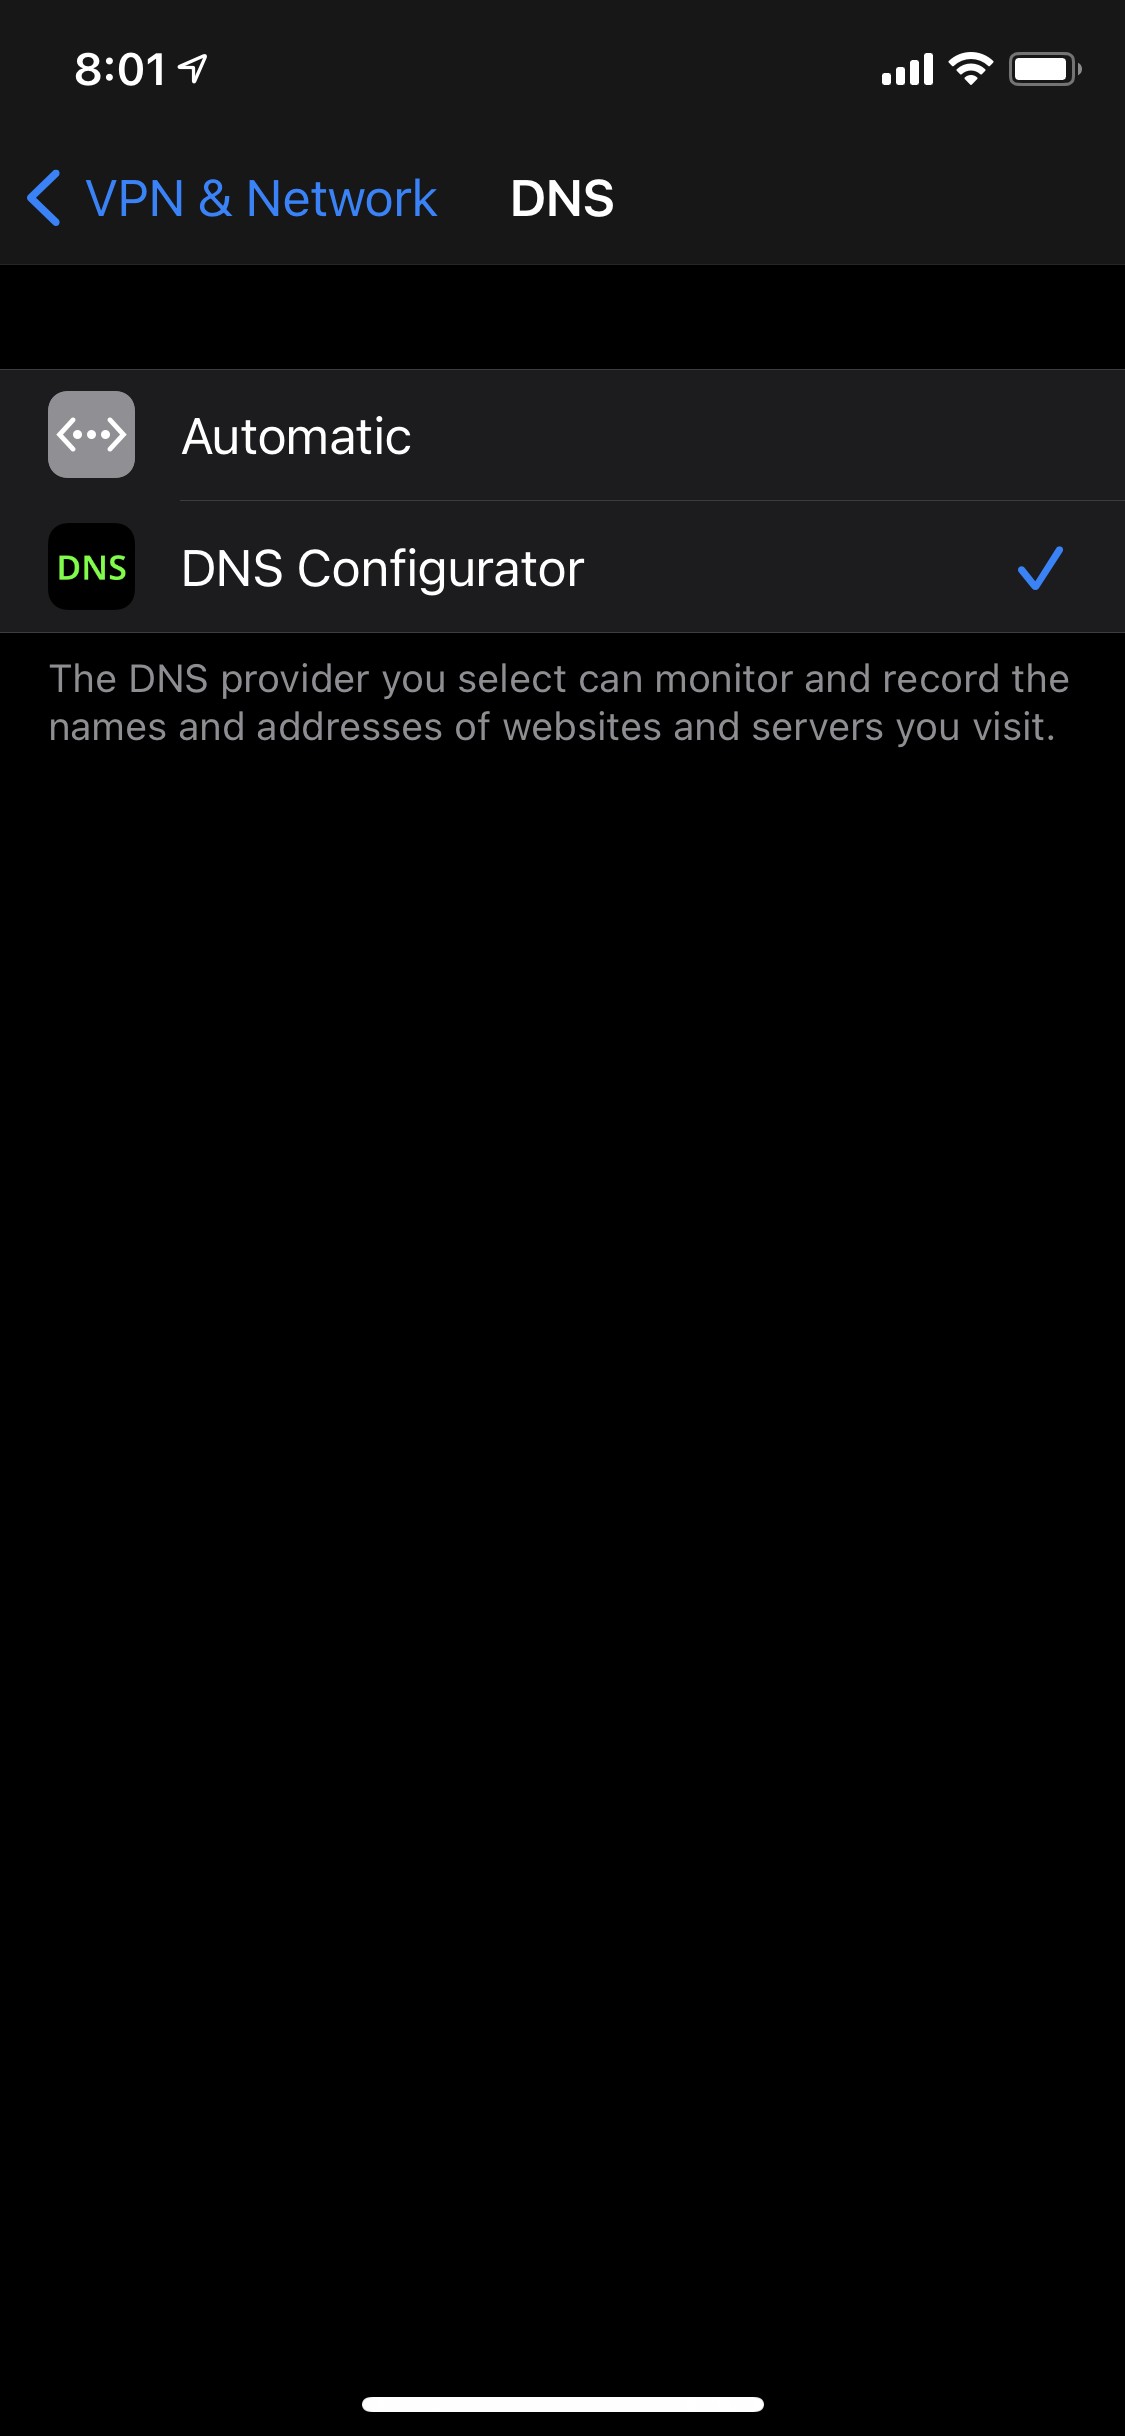 8:01
VPN & Network
DNS
Automatic
DNS
DNS Configurator
The DNS provider you select can monitor and record the
names and addresses of websites and servers you visit.